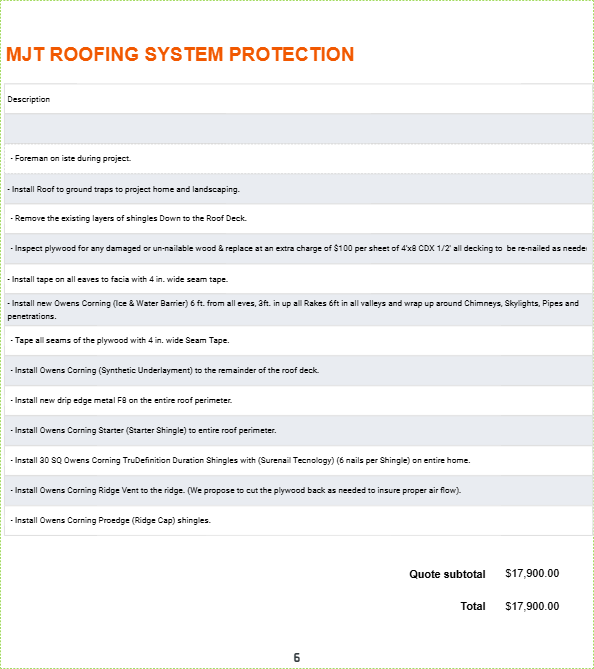 MJT ROOFING SYSTEM PROTECTION
Description
- Foreman on iste during project.
- Install Roof to ground traps to project home and landscaping.
- Remove the existing layers of shingles Down to the Roof Deck.
- Inspect plywood for any damaged or un-nailable wood & replace at an extra charge of $100 per sheet of 4'x8 CDX 1/2' all decking to be re-nailed as neede
- Install tape on all eaves to facia with 4 in. wide seam tape.
- Install new Owens Corning (Ice & Water Barrier) 6 ft. from all eves, 3ft. in up all Rakes 6ft in all valleys and wrap up around Chimneys, Skylights, Pipes and
penetrations.
- Tape all seams of the plywood with 4 in. wide Seam Tape.
- Install Owens Corning (Synthetic Underlayment) to the remainder of the roof deck.
- Install new drip edge metal F8 on the entire roof perimeter.
- Install Owens Corning Starter (Starter Shingle) to entire roof perimeter.
- Install 30 SQ Owens Corning TruDefinition Duration Shingles with (Surenail Tecnology) (6 nails per Shingle) on entire home.
- Install Owens Corning Ridge Vent to the ridge. (We propose to cut the plywood back as needed to insure proper air flow).
- Install Owens Corning Proedge (Ridge Cap) shingles.
Quote subtotal $17,900.00
Total $17,900.00
6